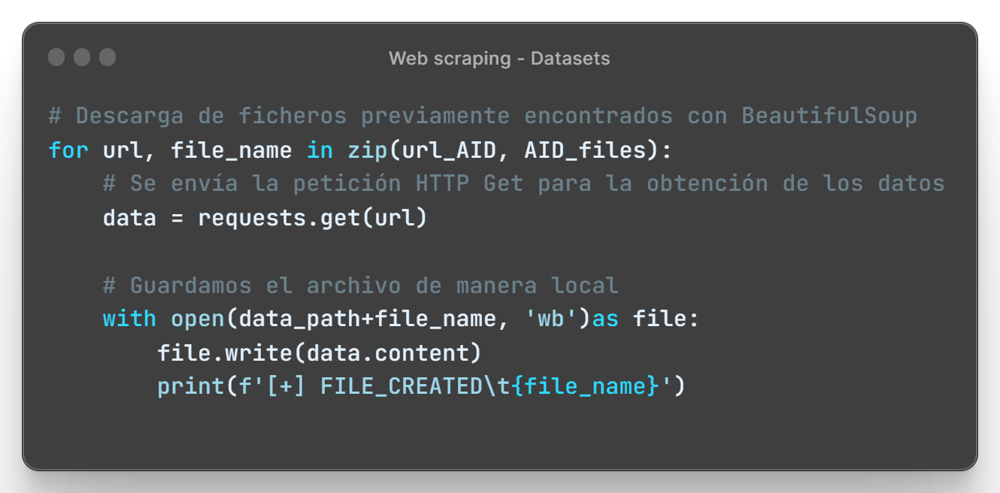 Web scraping - Datasets
# Descarga de ficheros previamente encontrados con BeautifulSoup
for url, file_name in zip(url_AID, AID_files):
    # Se envía la petición HTTP Get para la obtención de los datos
    data = requests.get(url)
    # Guardamos el archivo de manera local
    with open(data_path+file_name, 'wb')as file:
        file.write(data.content)
        print(f'[+] FILE_CREATED\t{file_name}')